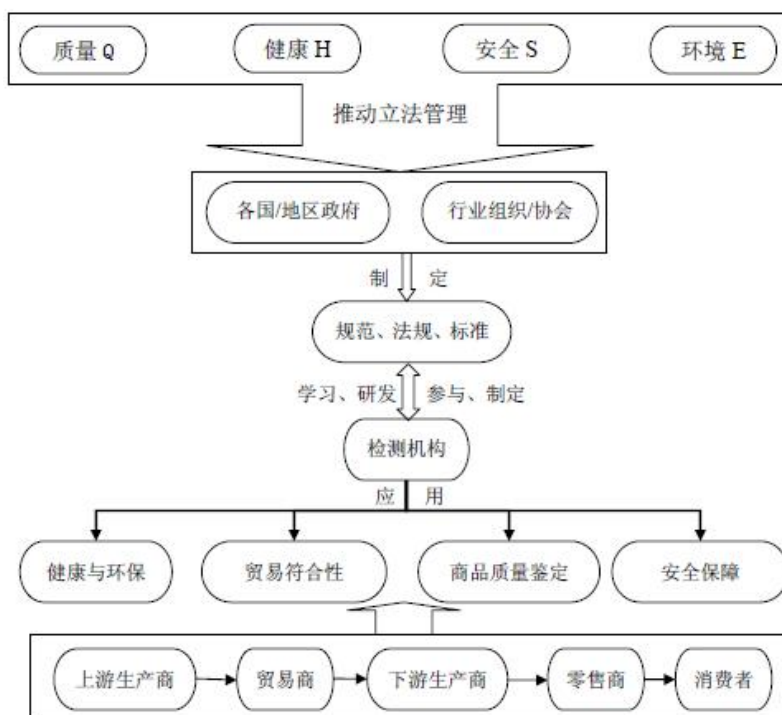 质量 Q 健康 H 安全 S 环境 E
推动立法管理
各国/地区政府 行业组织/协会
制 定
规范、法规、标准
学习、研发 参与、制定
检测机构
应 用
健康与环保 贸易符合性 商品质量鉴定 安全保障
上游生产商 贸易商 下游生产商 零售商 消费者